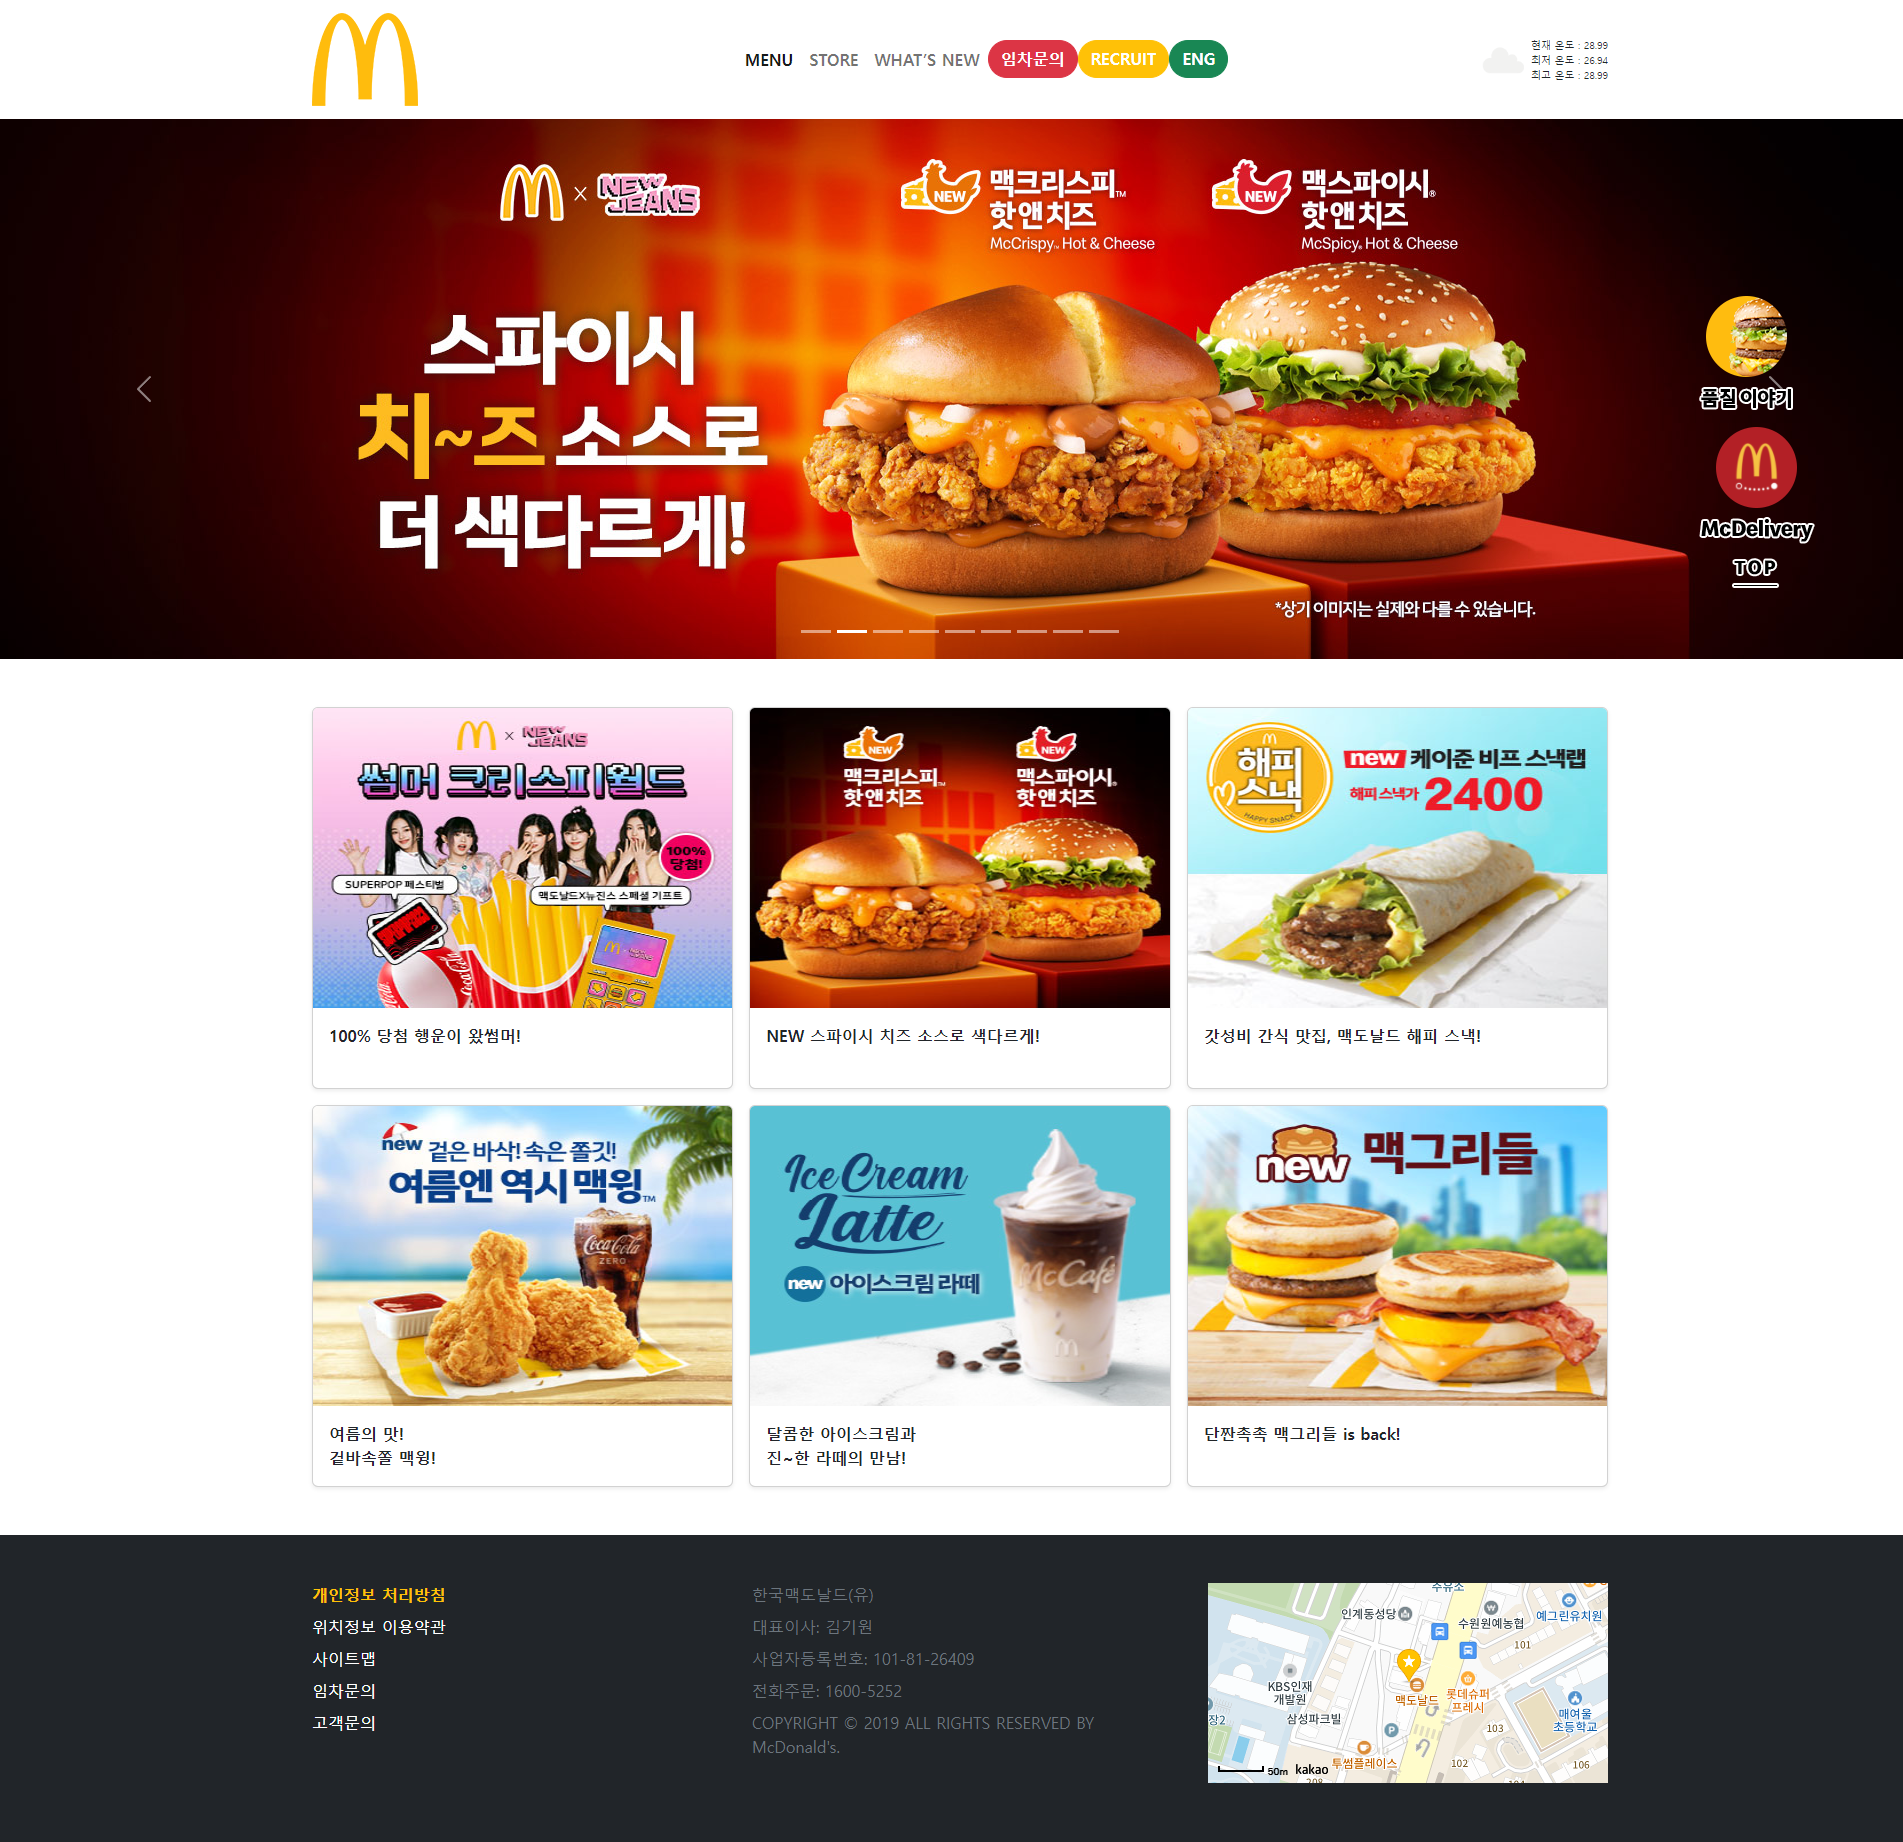 MENU STORE WHAT'S NEW 임차문의 RECRUIT ENG
현재 온도 : 28.99
최저 온도 : 26.94
최고 온도 : 28.99
M X NEW JEANS
NEW 맥크리스피™
핫앤치즈
McCrispy™ Hot & Cheese
NEW 맥스파이시®
핫앤치즈
McSpicy® Hot & Cheese
스파이시
치~즈 소스로
더 색다르게!
*상기 이미지는 실제와 다를 수 있습니다.
품질 이야기
McDelivery
TOP
M X NEW JEANS
썸머 크리스피월드
100%
당첨!
SUPERPOP 페스티벌
맥도날드X뉴진스 스페셜 기프트
Coca-Cola
100% 당첨 행운이 왔썸머!
NEW 맥크리스피™
핫앤치즈
NEW 맥스파이시®
핫앤치즈
NEW 스파이시 치즈 소스로 색다르게!
해피
스낵
HAPPY SNACK
new 케이준 비프 스낵랩
해피 스낵가 2400
갓성비 간식 맛집, 맥도날드 해피 스낵!
new 겉은 바삭! 속은 쫄깃!
여름엔 역시 맥윙™
Coca-Cola
ZERO
여름의 맛!
겉바속쫄 맥윙!
Ice Cream
Latte
new 아이스크림 라떼
McCafé
달콤한 아이스크림과
진~한 라떼의 만남!
new 맥그리들
단짠촉촉 맥그리들 is back!
개인정보 처리방침
위치정보 이용약관
사이트맵
임차문의
고객문의
한국맥도날드(유)
대표이사: 김기원
사업자등록번호: 101-81-26409
전화주문: 1600-5252
COPYRIGHT © 2019 ALL RIGHTS RESERVED BY
McDonald's.
주유소
인계동성당
수원원예농협
예그린유치원
101
KBS인재
개발원
맥도날드
롯데슈퍼
프레시
장2
삼성파크빌
P
103
매여울
초등학교
투썸플레이스
102
106
50m kakao
208
104